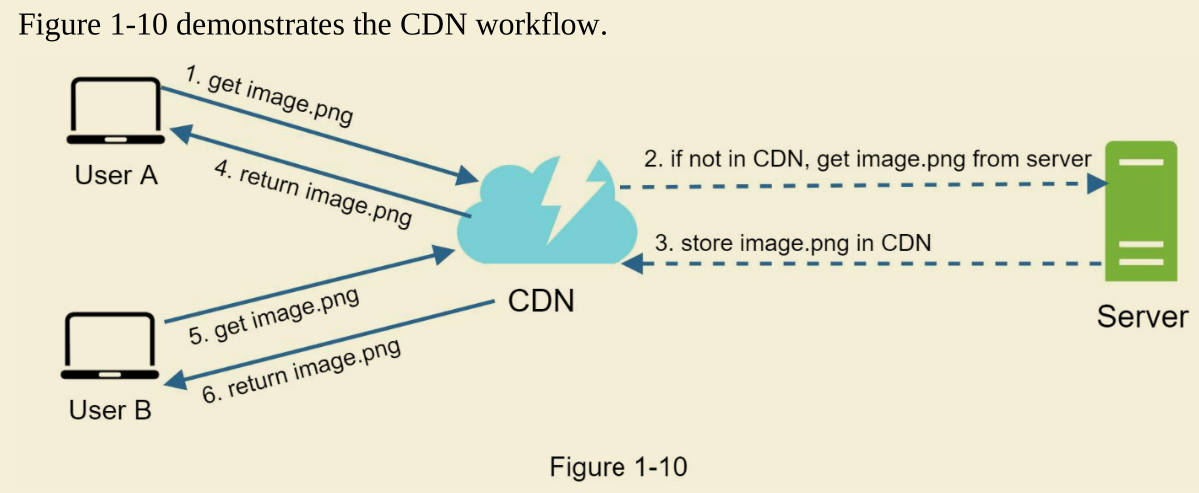 Figure 1-10 demonstrates the CDN workflow.
1. get image.png
User A
4. return image.png
2. if not in CDN, get image.png from server
3. store image.png in CDN
CDN
Server
5. get image.png
6. return image.png
User B
Figure 1-10